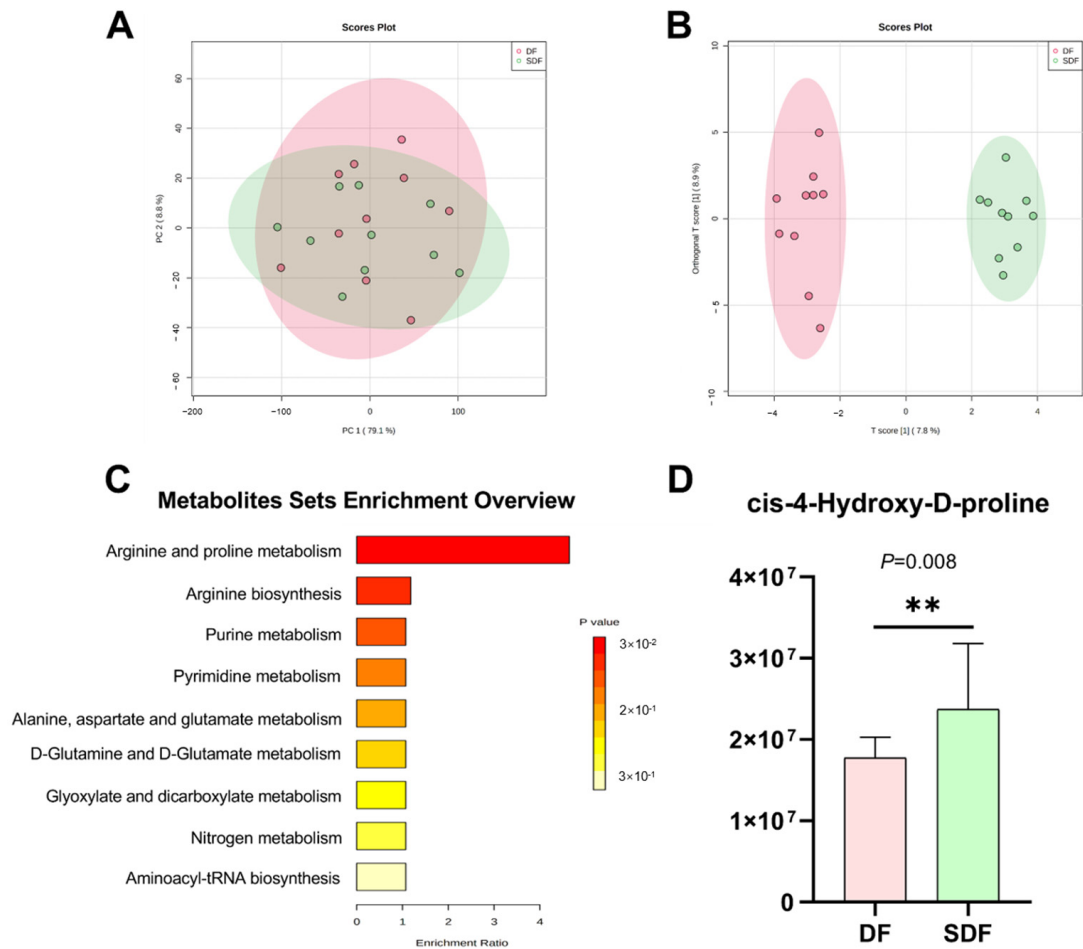 A
Scores Plot
DF
SDF
60
40
20
0
- 20
- 40
- 60
PC 2 ( 8.8 %)
−200
−100
0
100
PC 1 ( 79.1 %)
B
Scores Plot
DF
SDF
10
5
0
- 5
- 10
Orthogonal T score [1] ( 8.9 %)
−4
−2
0
2
4
T score [1] ( 7.8 %)
C
Metabolites Sets Enrichment Overview
Arginine and proline metabolism
Arginine biosynthesis
Purine metabolism
Pyrimidine metabolism
Alanine, aspartate and glutamate metabolism
D-Glutamine and D-Glutamate metabolism
Glyoxylate and dicarboxylate metabolism
Nitrogen metabolism
Aminoacyl-tRNA biosynthesis
0 1 2 3 4
Enrichment Ratio
P value
3×10⁻²
2×10⁻¹
3×10⁻¹
D
cis-4-Hydroxy-D-proline
P=0.008
**
4×10⁷
3×10⁷
2×10⁷
1×10⁷
0
DF SDF